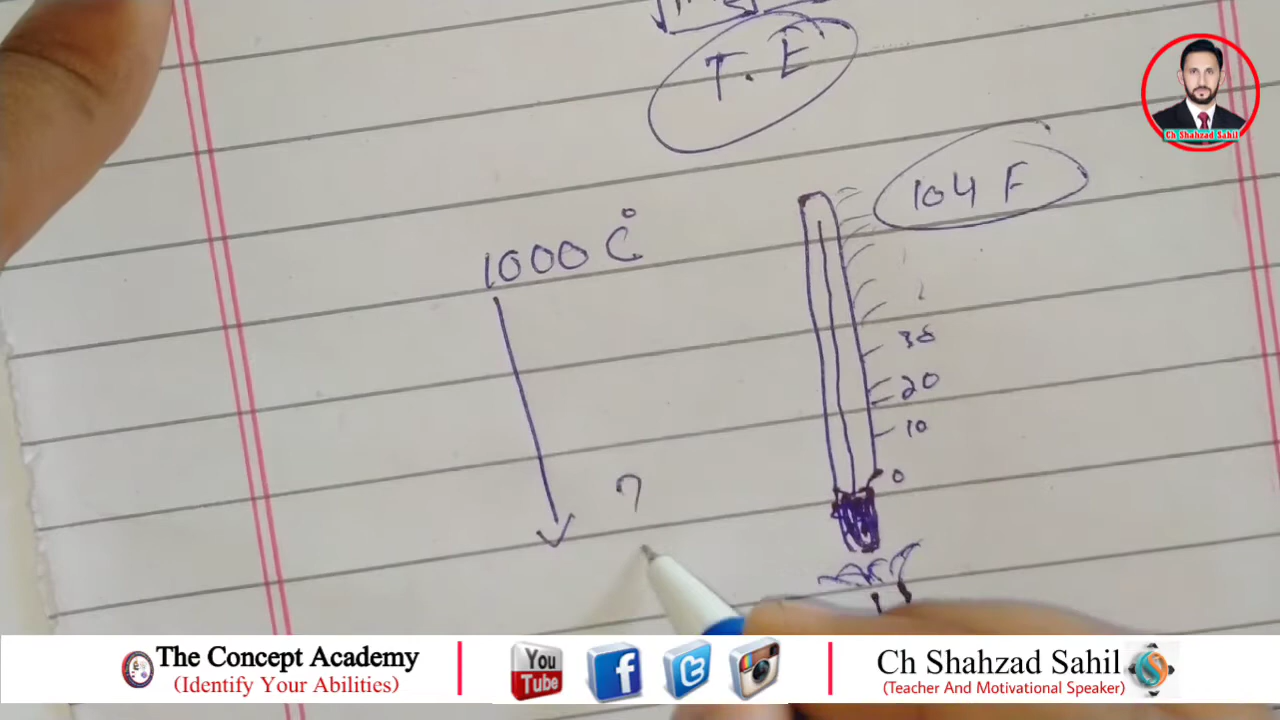 T.E
Ch Shahzad Sahil
104 F
1000 C°
30
20
10
0
?
The Concept Academy
(Identify Your Abilities)
You
Tube
Ch Shahzad Sahil
(Teacher And Motivational Speaker)